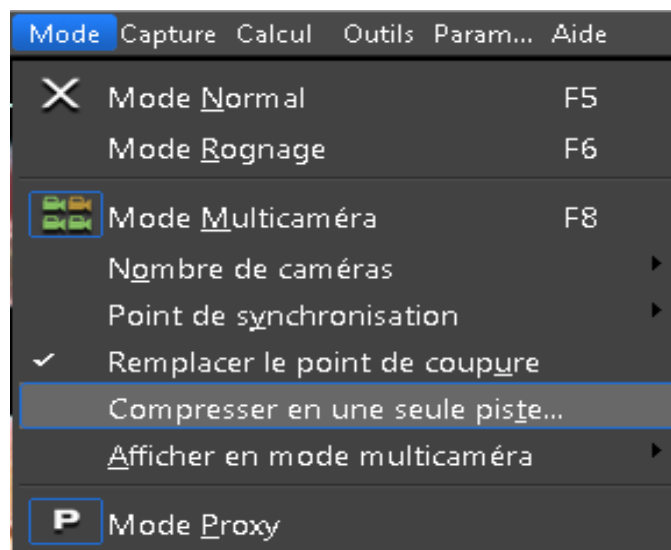 Mode Capture Calcul Outils Param... Aide
Mode Normal F5
Mode Rognage F6
Mode Multicaméra F8
Nombre de caméras
Point de synchronisation
Remplacer le point de coupure
Compresser en une seule piste...
Afficher en mode multicaméra
P Mode Proxy